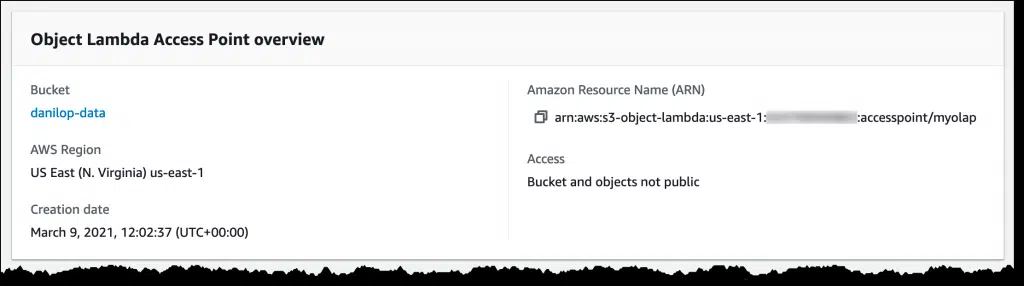 Object Lambda Access Point overview
Bucket
danilop-data
AWS Region
US East (N. Virginia) us-east-1
Creation date
March 9, 2021, 12:02:37 (UTC+00:00)
Amazon Resource Name (ARN)
arn:aws:s3-object-lambda:us-east-1: :accesspoint/myolap
Access
Bucket and objects not public